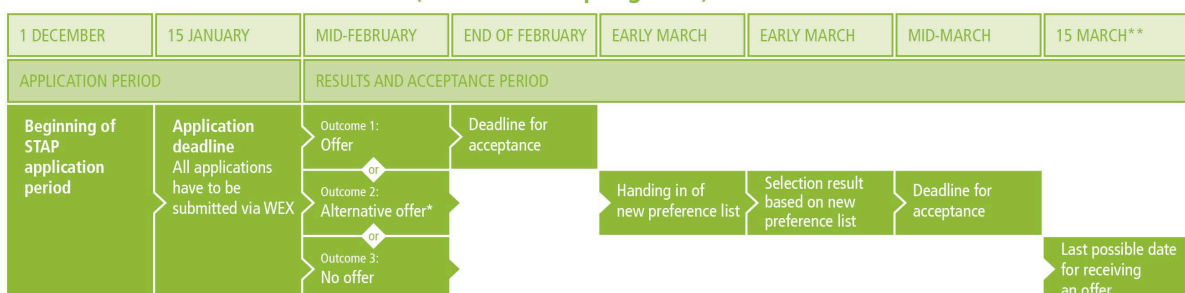 1 DECEMBER
15 JANUARY
MID-FEBRUARY
END OF FEBRUARY
EARLY MARCH
EARLY MARCH
MID-MARCH
15 MARCH**
APPLICATION PERIOD
RESULTS AND ACCEPTANCE PERIOD
Beginning of
STAP
application
period
Application
deadline
All applications
have to be
submitted via WEX
Outcome 1:
Offer
or
Outcome 2:
Alternative offer*
or
Outcome 3:
No offer
Deadline for
acceptance
Handing in of
new preference list
Selection result
based on new
preference list
Deadline for
acceptance
Last possible date
for receiving
an offer